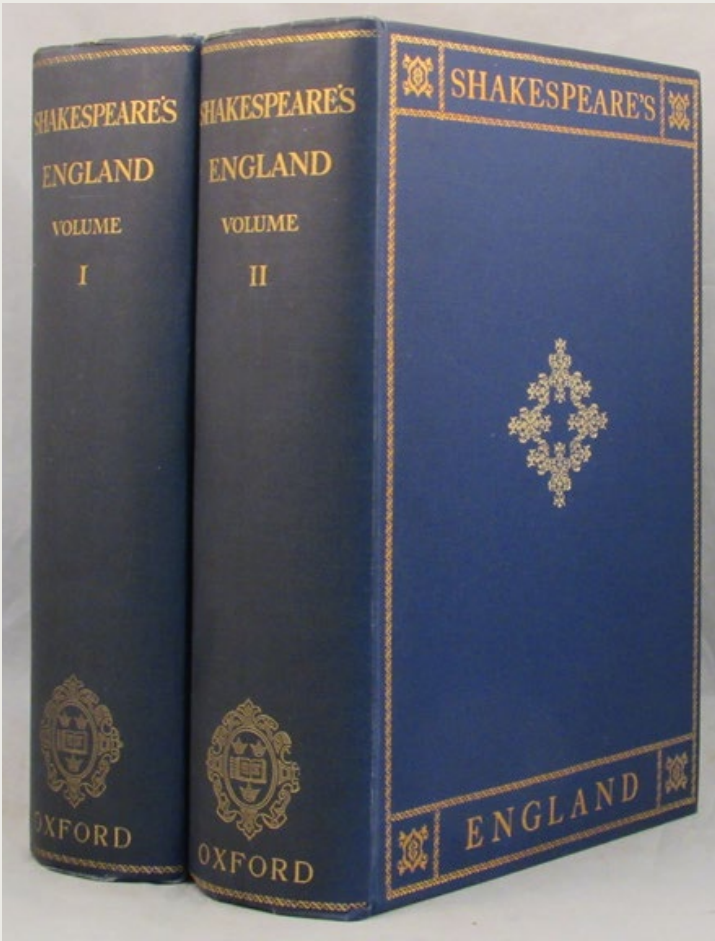 SHAKESPEARE'S
ENGLAND
VOLUME
I
OXFORD
SHAKESPEARE'S
ENGLAND
VOLUME
II
OXFORD
SHAKESPEARE'S
ENGLAND